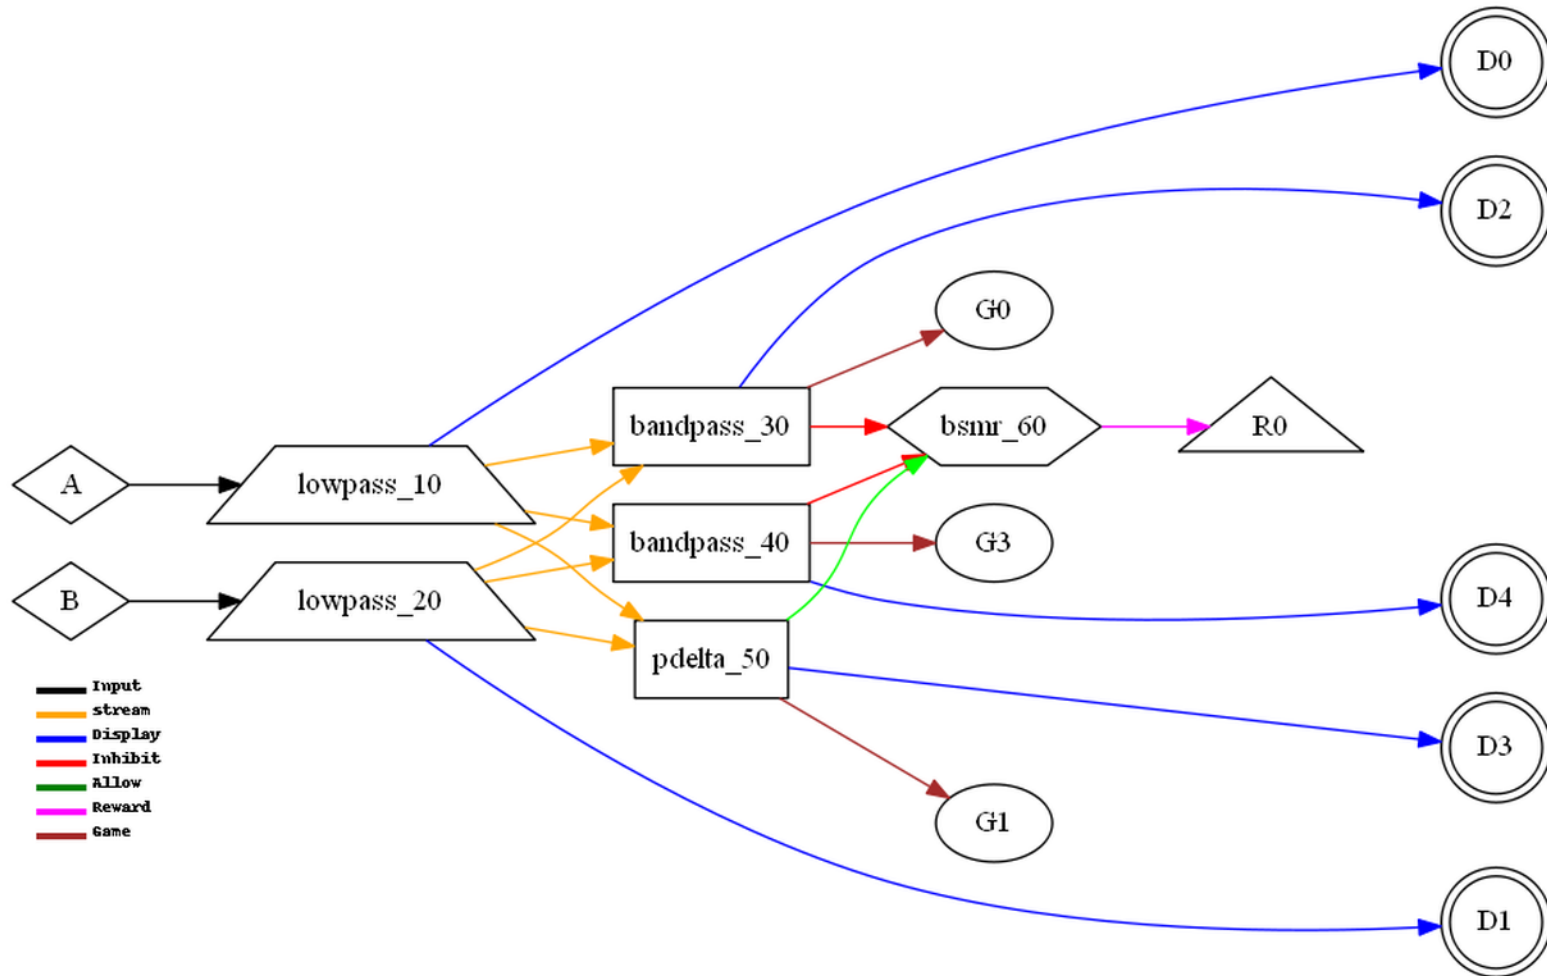 D0
D2
G0
bandpass_30
bsmr_60
R0
A
lowpass_10
bandpass_40
G3
B
lowpass_20
D4
pdelta_50
D3
Input
stream
Display
Inhibit
Allow
Reward
Game
G1
D1